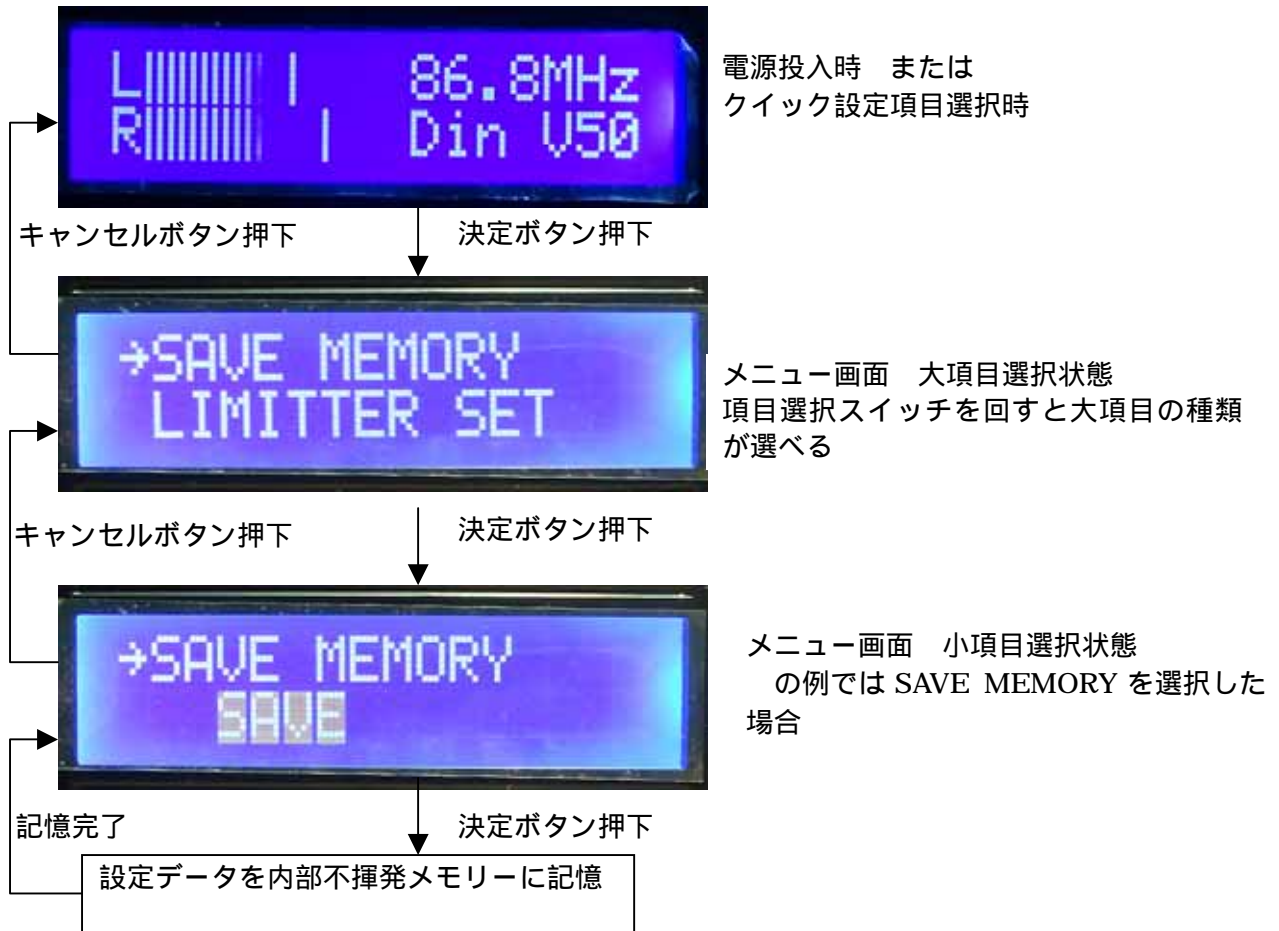 L 86.8MHz
R Din V50
電源投入時　または
クイック設定項目選択時
キャンセルボタン押下
決定ボタン押下
→SAVE MEMORY
LIMITTER SET
メニュー画面　大項目選択状態
項目選択スイッチを回すと大項目の種類
が選べる
キャンセルボタン押下
決定ボタン押下
→SAVE MEMORY
SAVE
メニュー画面　小項目選択状態
の例では SAVE MEMORY を選択した
場合
記憶完了
決定ボタン押下
設定データを内部不揮発メモリーに記憶